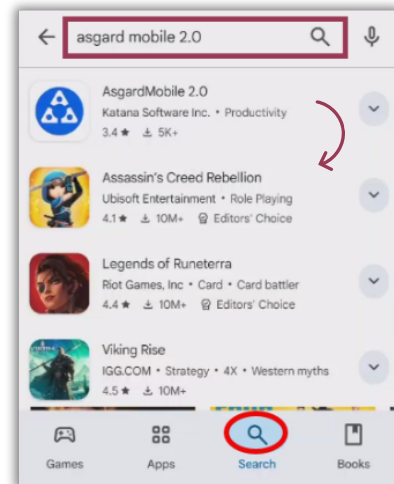 asgard mobile 2.0
AsgardMobile 2.0
Katana Software Inc. • Productivity
3.4★ 5K+
Assassin's Creed Rebellion
Ubisoft Entertainment • Role Playing
4.1★ 10M+ Editors' Choice
Legends of Runeterra
Riot Games, Inc • Card • Card battler
4.4★ 10M+ Editors' Choice
Viking Rise
IGG.COM • Strategy • 4X • Western myths
4.5★ 10M+
Games Apps Search Books